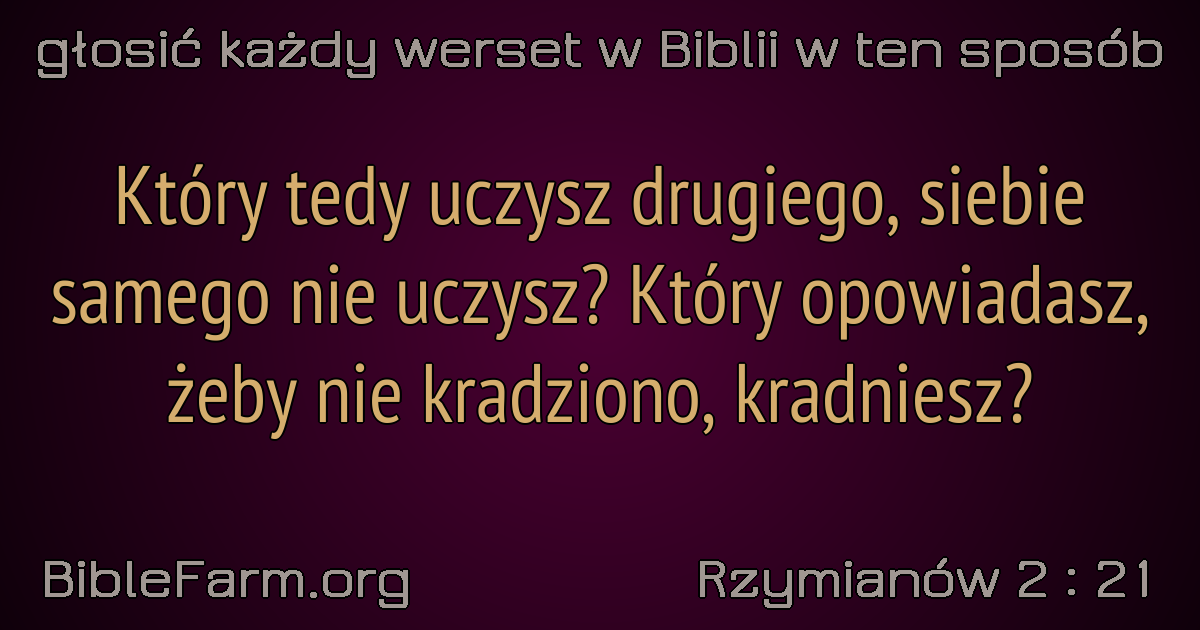 głosić każdy werset w Biblii w ten sposób
Który tedy uczysz drugiego, siebie
samego nie uczysz? Który opowiadasz,
żeby nie kradziono, kradniesz?
BibleFarm.org
Rzymianów 2 : 21